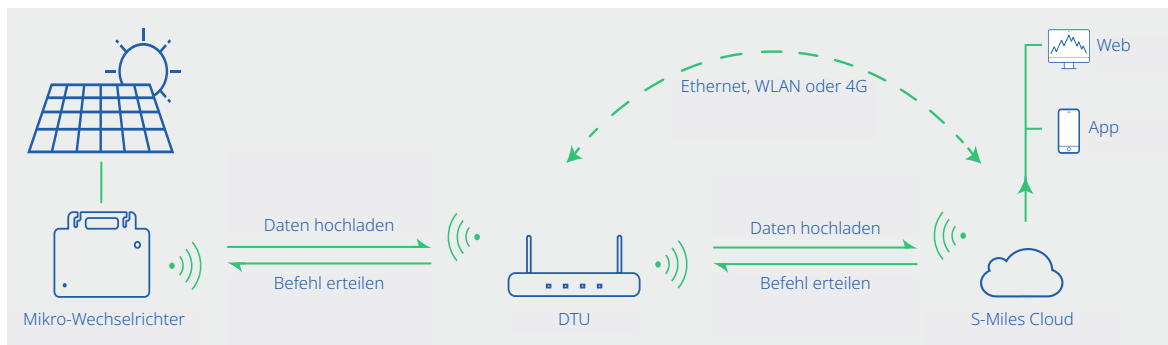 Web
Ethernet, WLAN oder 4G
App
Daten hochladen
Befehl erteilen
Daten hochladen
Befehl erteilen
Mikro-Wechselrichter
DTU
S-Miles Cloud